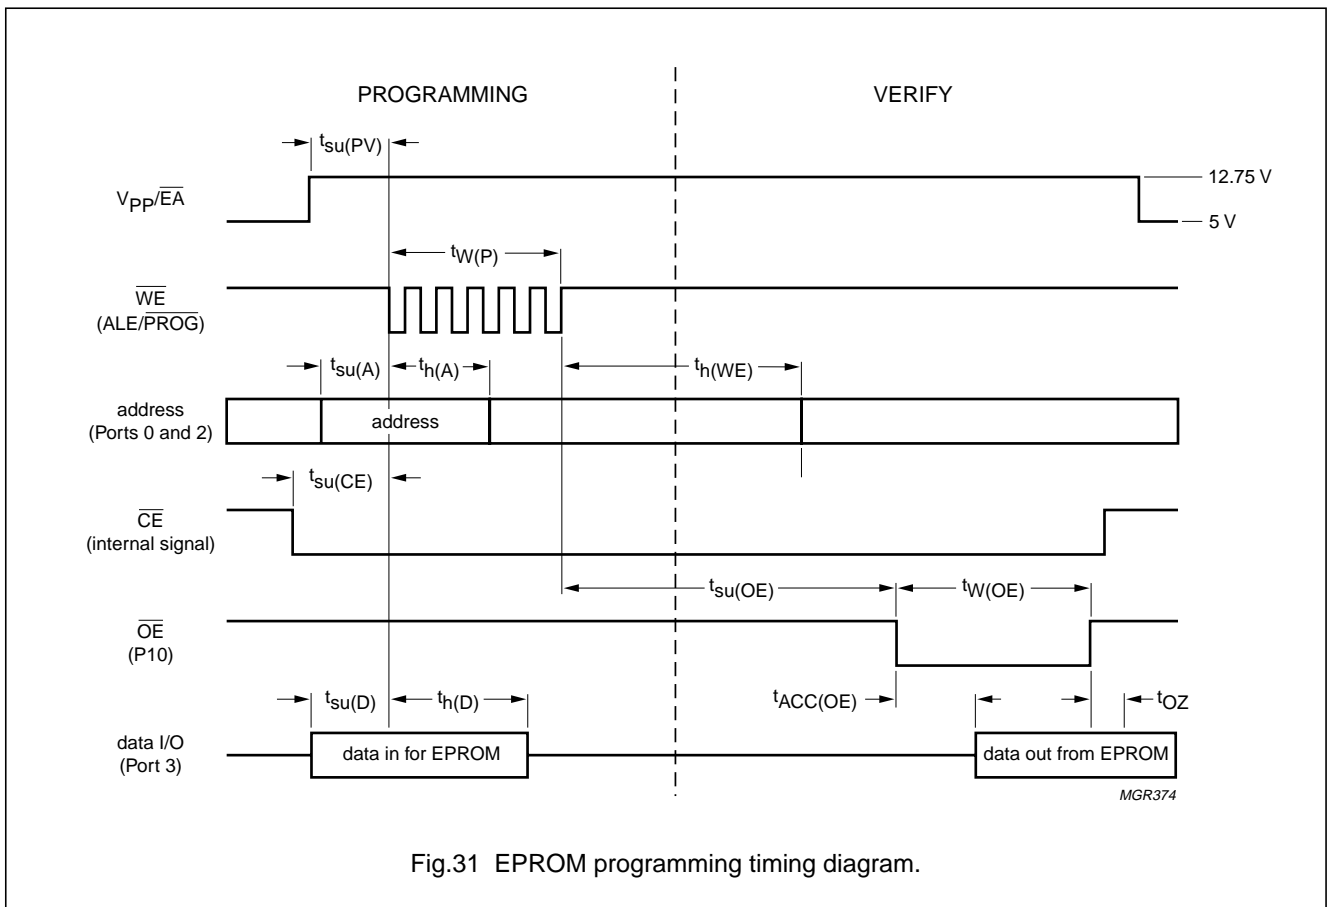 PROGRAMMING VERIFY
tsu(PV)
VPP/EA
12.75 V
5 V
tW(P)
WE
(ALE/PROG)
tsu(A) th(A) th(WE)
address
(Ports 0 and 2)
address
tsu(CE)
CE
(internal signal)
tsu(OE) tW(OE)
OE
(P10)
tsu(D) th(D) tACC(OE) tOZ
data I/O
(Port 3)
data in for EPROM data out from EPROM
MGR374
Fig.31 EPROM programming timing diagram.